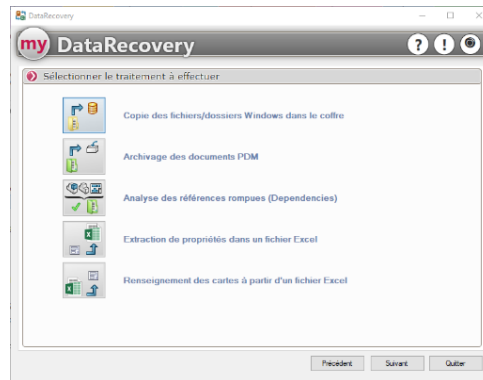 DataRecovery
my DataRecovery
? !
Sélectionner le traitement à effectuer
Copie des fichiers/dossiers Windows dans le coffre
Archivage des documents PDM
Analyse des références rompues (Dependencies)
Extraction de propriétés dans un fichier Excel
Renseignement des cartes à partir d'un fichier Excel
Précédent Suivant Quitter